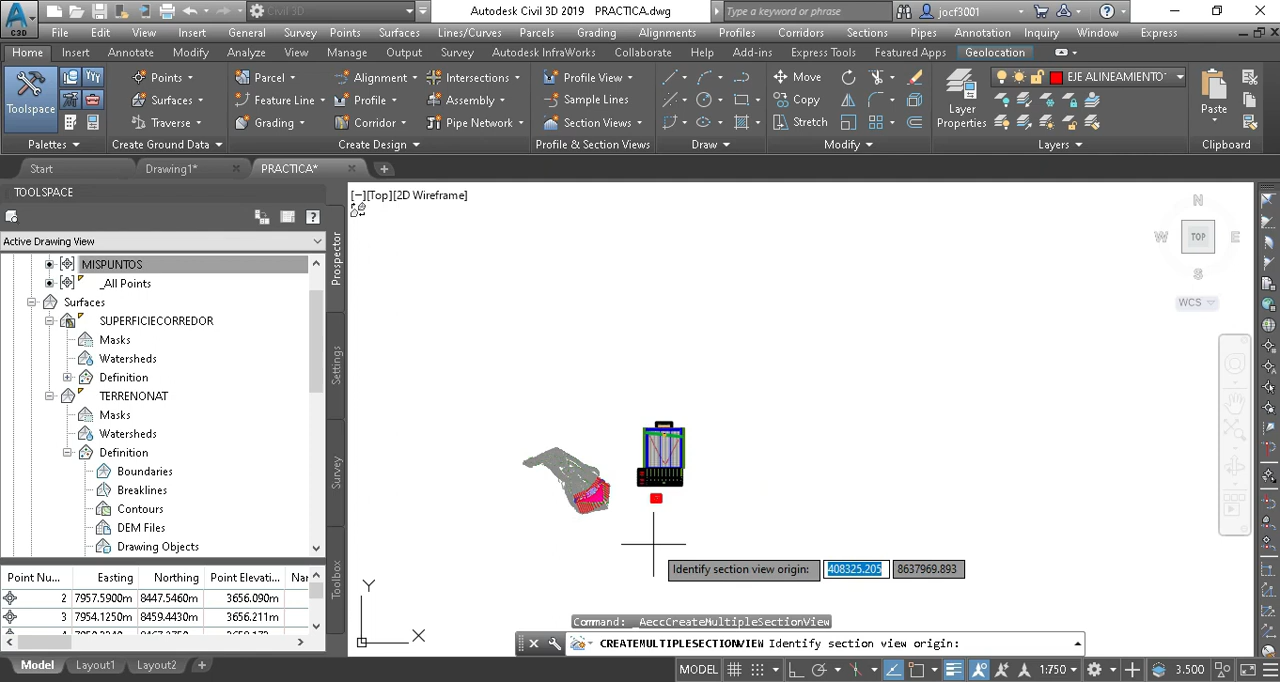 Civil 3D
Autodesk Civil 3D 2019 PRACTICA.dwg
Type a keyword or phrase
jocf3001
C3D
File Edit View Insert General Survey Points Surfaces Lines/Curves Parcels Grading Alignments Profiles Corridors Sections Pipes Annotation Inquiry Window Express
Home Insert Annotate Modify Analyze View Manage Output Survey Autodesk InfraWorks Collaborate Help Add-ins Express Tools Featured Apps Geolocation
Toolspace
Points
Surfaces
Traverse
Parcel
Feature Line
Grading
Alignment
Profile
Corridor
Intersections
Assembly
Pipe Network
Profile View
Sample Lines
Section Views
Move
Copy
Stretch
Layer
Properties
EJE ALINEAMIENTO
Paste
Palettes Create Ground Data Create Design Profile & Section Views Draw Modify Layers Clipboard
Start Drawing1* PRACTICA*
TOOLSPACE
Active Drawing View
MISPUNTOS
_All Points
Surfaces
SUPERFICIECORREDOR
Masks
Watersheds
Definition
TERRENONAT
Masks
Watersheds
Definition
Boundaries
Breaklines
Contours
DEM Files
Drawing Objects
Prospector
Settings
Survey
Toolbox
Point Nu... Easting Northing Point Elevati... Nar
2 7957.5900m 8447.5460m 3656.090m
3 7954.1250m 8459.4430m 3656.211m
[−][Top][2D Wireframe]
N
W TOP E
S
WCS
Identify section view origin: 408325.205 8637969.893
Y
X
Command: _AeccCreateMultipleSectionView
CREATEMULTIPLESECTIONVIEW Identify section view origin:
Model Layout1 Layout2 +
MODEL 1:750 3.500